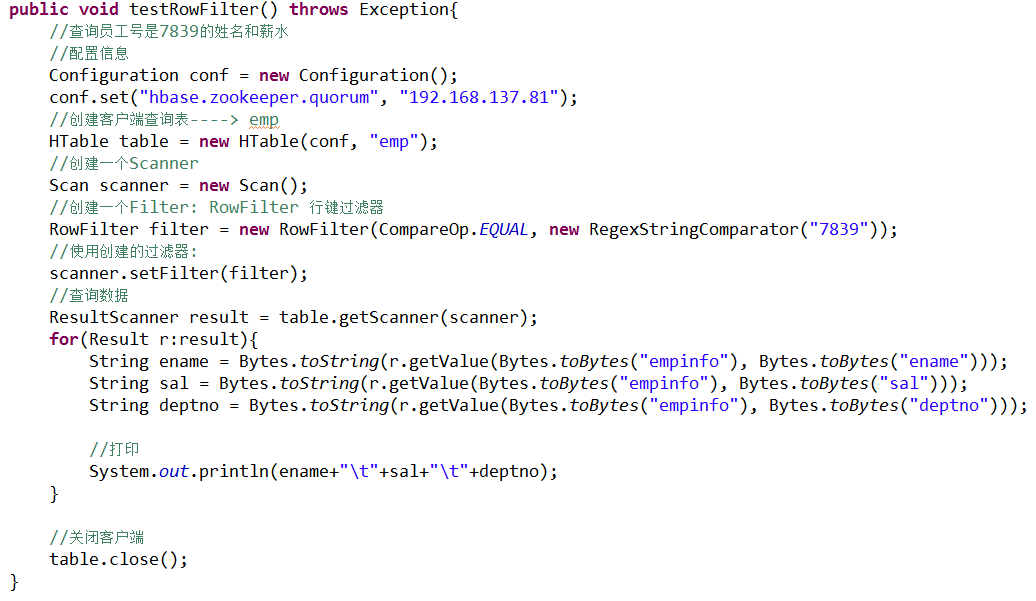 public void testRowFilter() throws Exception{
    //查询员工号是7839的姓名和薪水
    //配置信息
    Configuration conf = new Configuration();
    conf.set("hbase.zookeeper.quorum", "192.168.137.81");
    //创建客户端查询表----> emp
    HTable table = new HTable(conf, "emp");
    //创建一个Scanner
    Scan scanner = new Scan();
    //创建一个Filter: RowFilter 行键过滤器
    RowFilter filter = new RowFilter(CompareOp.EQUAL, new RegexStringComparator("7839"));
    //使用创建的过滤器:
    scanner.setFilter(filter);
    //查询数据
    ResultScanner result = table.getScanner(scanner);
    for(Result r:result){
        String ename = Bytes.toString(r.getValue(Bytes.toBytes("empinfo"), Bytes.toBytes("ename")));
        String sal = Bytes.toString(r.getValue(Bytes.toBytes("empinfo"), Bytes.toBytes("sal")));
        String deptno = Bytes.toString(r.getValue(Bytes.toBytes("empinfo"), Bytes.toBytes("deptno")));

        //打印
        System.out.println(ename+"\t"+sal+"\t"+deptno);
    }

    //关闭客户端
    table.close();
}